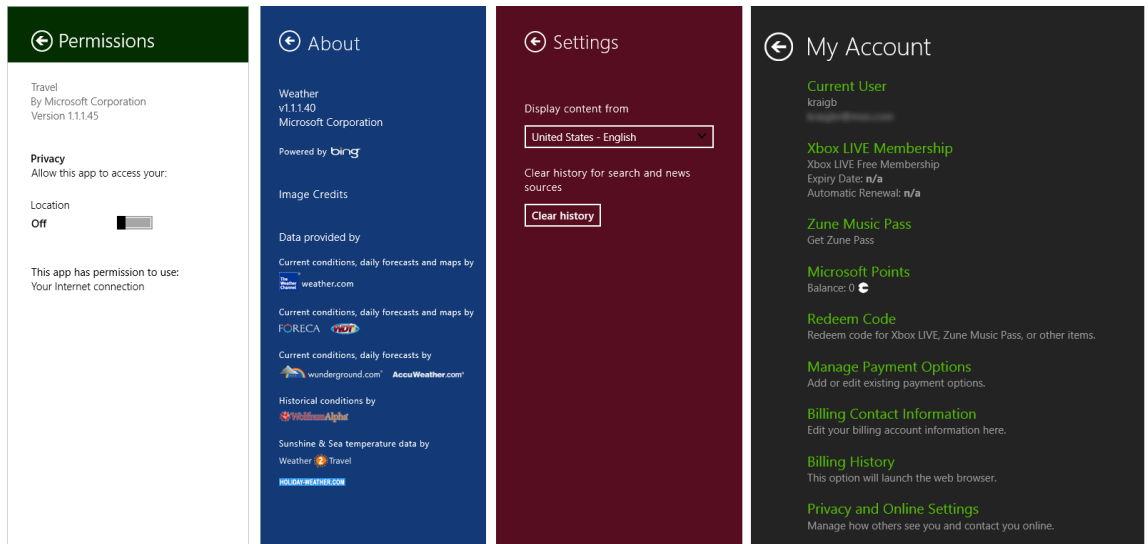 Permissions
Travel
By Microsoft Corporation
Version 1.1.1.45
Privacy
Allow this app to access your:
Location
Off
This app has permission to use:
Your Internet connection
About
Weather
v1.1.1.40
Microsoft Corporation
Powered by bing
Image Credits
Data provided by
Current conditions, daily forecasts and maps by
The Weather Channel weather.com
Current conditions, daily forecasts and maps by
FORECA WDT
Current conditions, daily forecasts by
wunderground.com® AccuWeather.com®
Historical conditions by
WolframAlpha
Sunshine & Sea temperature data by
Weather 2 Travel
HOLIDAY-WEATHER.COM
Settings
Display content from
United States - English
Clear history for search and news
sources
Clear history
My Account
Current User
kraigb
Xbox LIVE Membership
Xbox LIVE Free Membership
Expiry Date: n/a
Automatic Renewal: n/a
Zune Music Pass
Get Zune Pass
Microsoft Points
Balance: 0
Redeem Code
Redeem code for Xbox LIVE, Zune Music Pass, or other items.
Manage Payment Options
Add or edit existing payment options.
Billing Contact Information
Edit your billing account information here.
Billing History
This option will launch the web browser.
Privacy and Online Settings
Manage how others see you and contact you online.